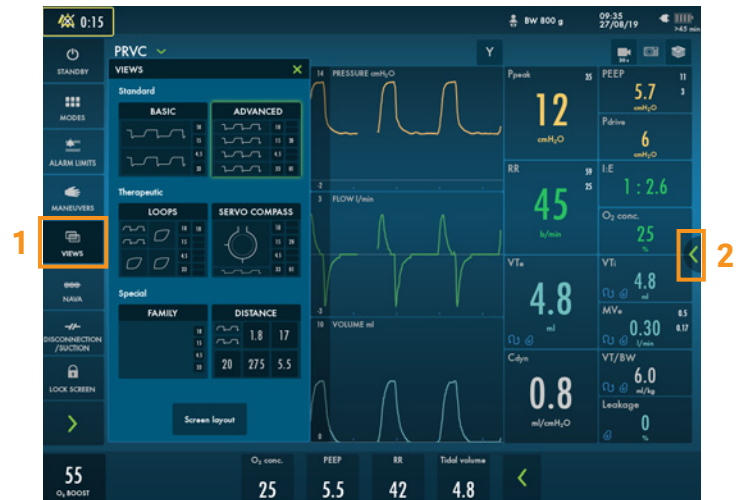 0:15
BW 800 g
09:35
27/08/19
>45 min
STANDBY
MODES
ALARM LIMITS
MANEUVERS
1
VIEWS
NAVA
DISCONNECTION
/SUCTION
LOCK SCREEN
55
O₂ BOOST
PRVC
Y
30 s
VIEWS
Standard
BASIC
ADVANCED
Therapeutic
LOOPS
SERVO COMPASS
Special
FAMILY
DISTANCE
1.8 17
20 275 5.5
Screen layout
14 PRESSURE cmH₂O
-2
3 FLOW l/min
-3
10 VOLUME ml
0
Ppeak 35
12
cmH₂O
PEEP 11
5.7 3
cmH₂O
Pdrive
6
cmH₂O
RR 59
25
45
b/min
I:E
1 : 2.6
O₂ conc.
25
%
2
VTe
4.8
ml
VTi
4.8
ml
MVe 0.5
0.30 0.17
l/min
Cdyn
0.8
ml/cmH₂O
VT/BW
6.0
ml/kg
Leakage
0
%
O₂ conc.
25
PEEP
5.5
RR
42
Tidal volume
4.8